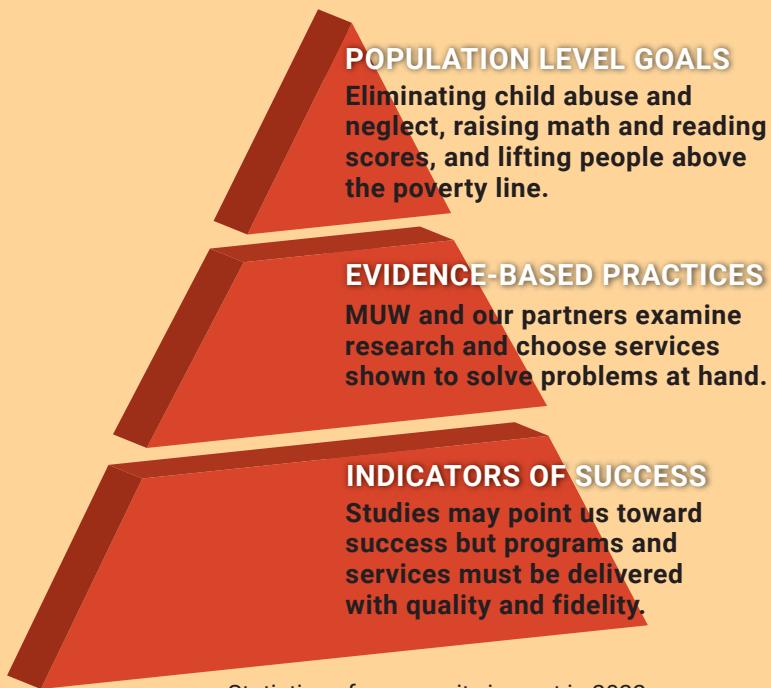 POPULATION LEVEL GOALS
Eliminating child abuse and
neglect, raising math and reading
scores, and lifting people above
the poverty line.
EVIDENCE-BASED PRACTICES
MUW and our partners examine
research and choose services
shown to solve problems at hand.
INDICATORS OF SUCCESS
Studies may point us toward
success but programs and
services must be delivered
with quality and fidelity.